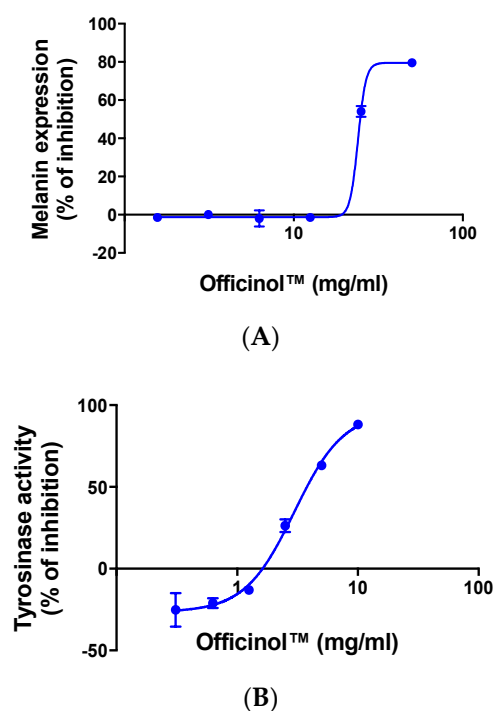 Melanin expression
(% of inhibition)
100
80
60
40
20
0
-20
10
100
Officinol™ (mg/ml)
(A)
Tyrosinase activity
(% of inhibition)
100
50
0
-50
1
10
100
Officinol™ (mg/ml)
(B)